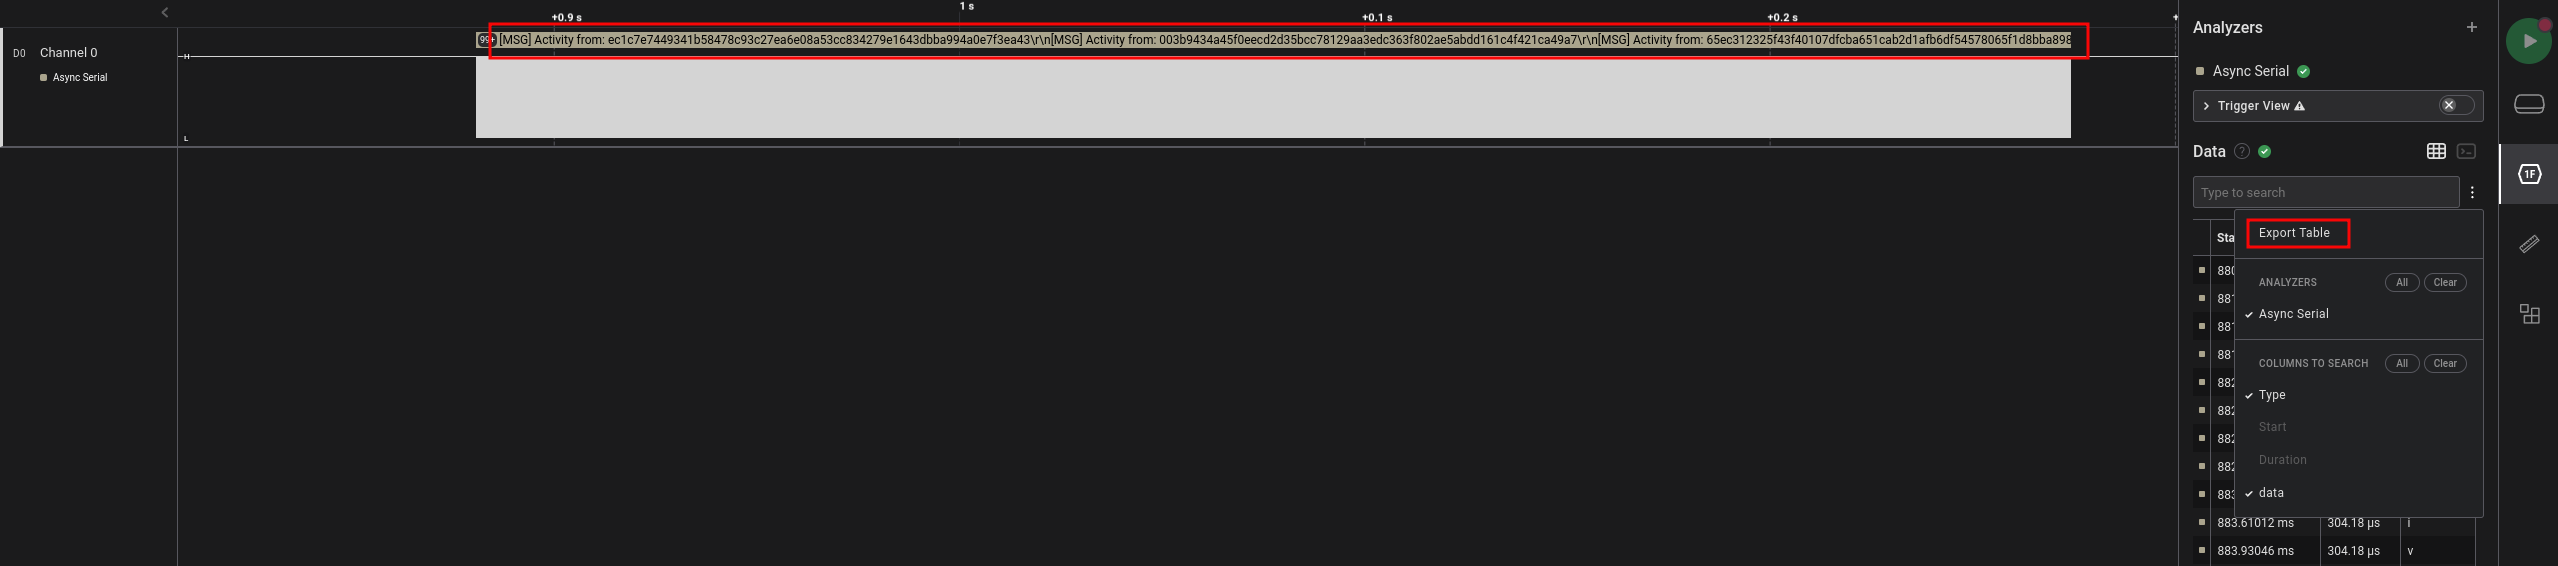 1 s
+0.9 s
+0.1 s
+0.2 s
+
D0
Channel 0
Async Serial
H
L
99+
[MSG] Activity from: ec1c7e7449341b58478c93c27ea6e08a53cc834279e1643dbba994a0e7f3ea43\r\n[MSG] Activity from: 003b9434a45f0eecd2d35bcc78129aa3edc363f802ae5abdd161c4f421ca49a7\r\n[MSG] Activity from: 65ec312325f43f40107dfcba651cab2d1afb6df54578065f1d8bba898
Analyzers
Async Serial
Trigger View
Data
Type to search
1F
Sta
Export Table
880
ANALYZERS All Clear
881
Async Serial
881
881
COLUMNS TO SEARCH All Clear
882
Type
882
Start
882
Duration
882
data
883
883.61012 ms 304.18 μs i
883.93046 ms 304.18 μs v